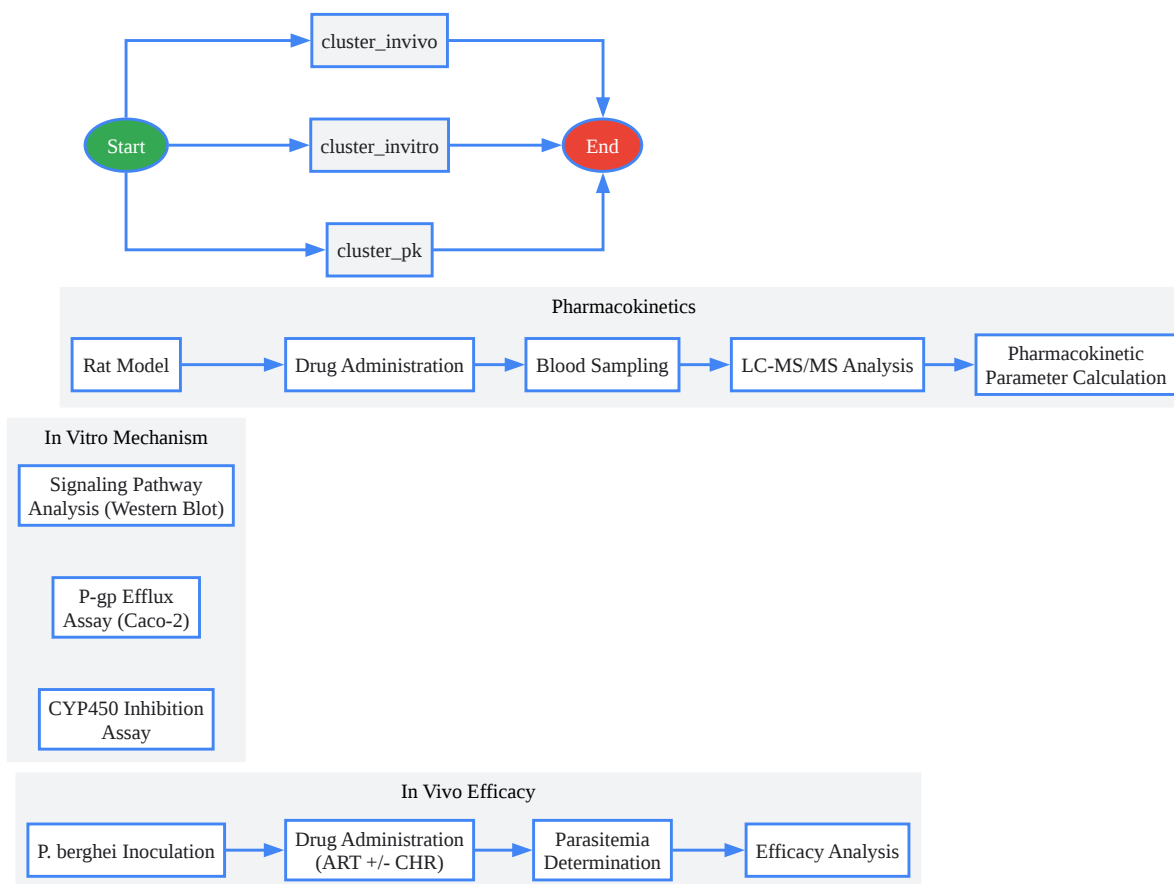 cluster_invivo
Start
cluster_invitro
End
cluster_pk
Pharmacokinetics
Rat Model
Drug Administration
Blood Sampling
LC-MS/MS Analysis
Pharmacokinetic
Parameter Calculation
In Vitro Mechanism
Signaling Pathway
Analysis (Western Blot)
P-gp Efflux
Assay (Caco-2)
CYP450 Inhibition
Assay
In Vivo Efficacy
P. berghei Inoculation
Drug Administration
(ART +/- CHR)
Parasitemia
Determination
Efficacy Analysis